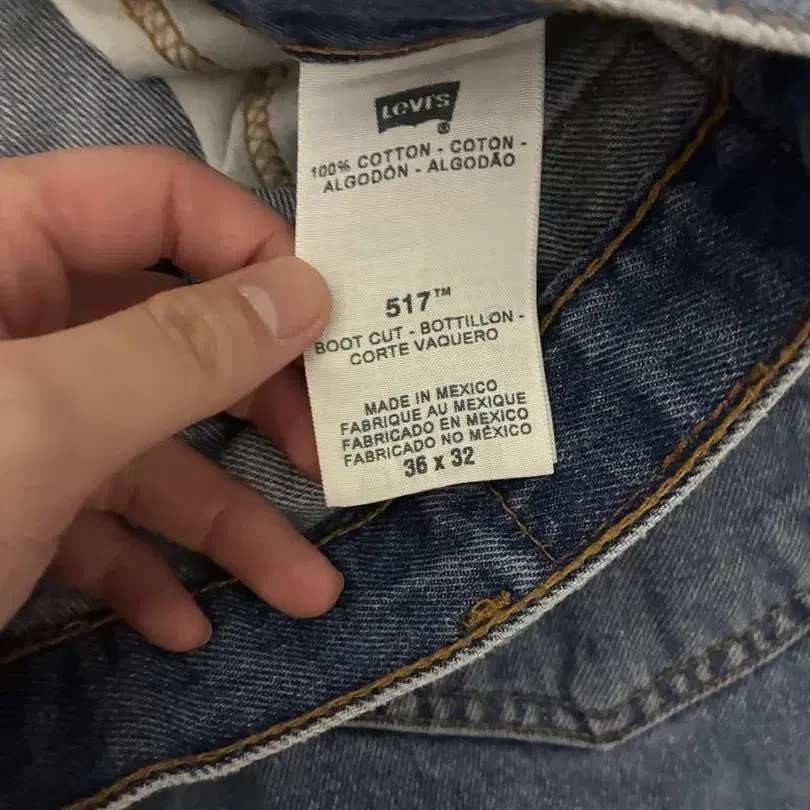 LEVI'S
100% COTTON - COTON -
ALGODÓN - ALGODÃO
517™
BOOT CUT - BOTTILLON -
CORTE VAQUERO
MADE IN MEXICO
FABRIQUE AU MEXIQUE
FABRICADO EN MEXICO
FABRICADO NO MÉXICO
36 x 32